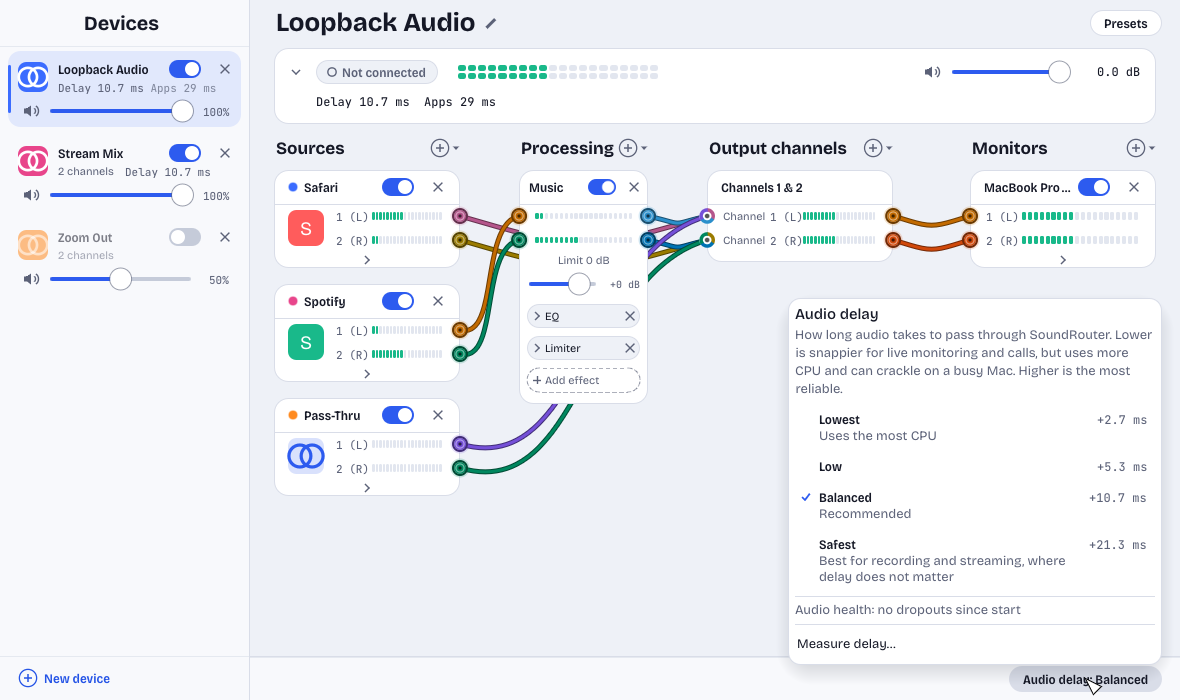 Devices
Loopback Audio
Delay 10.7 ms Apps 29 ms
100%
Stream Mix
2 channels Delay 10.7 ms
100%
Zoom Out
2 channels
50%
New device
Loopback Audio
Presets
Not connected
0.0 dB
Delay 10.7 ms Apps 29 ms
Sources
Processing
Output channels
Monitors
Safari
1 (L)
2 (R)
S
Spotify
1 (L)
2 (R)
S
Pass-Thru
1 (L)
2 (R)
Music
Limit 0 dB
+0 dB
EQ
Limiter
Add effect
Channels 1 & 2
Channel 1 (L)
Channel 2 (R)
MacBook Pro...
1 (L)
2 (R)
Audio delay
How long audio takes to pass through SoundRouter. Lower
is snappier for live monitoring and calls, but uses more
CPU and can crackle on a busy Mac. Higher is the most
reliable.
Lowest +2.7 ms
Uses the most CPU
Low +5.3 ms
Balanced +10.7 ms
Recommended
Safest +21.3 ms
Best for recording and streaming, where
delay does not matter
Audio health: no dropouts since start
Measure delay...
Audio delay Balanced